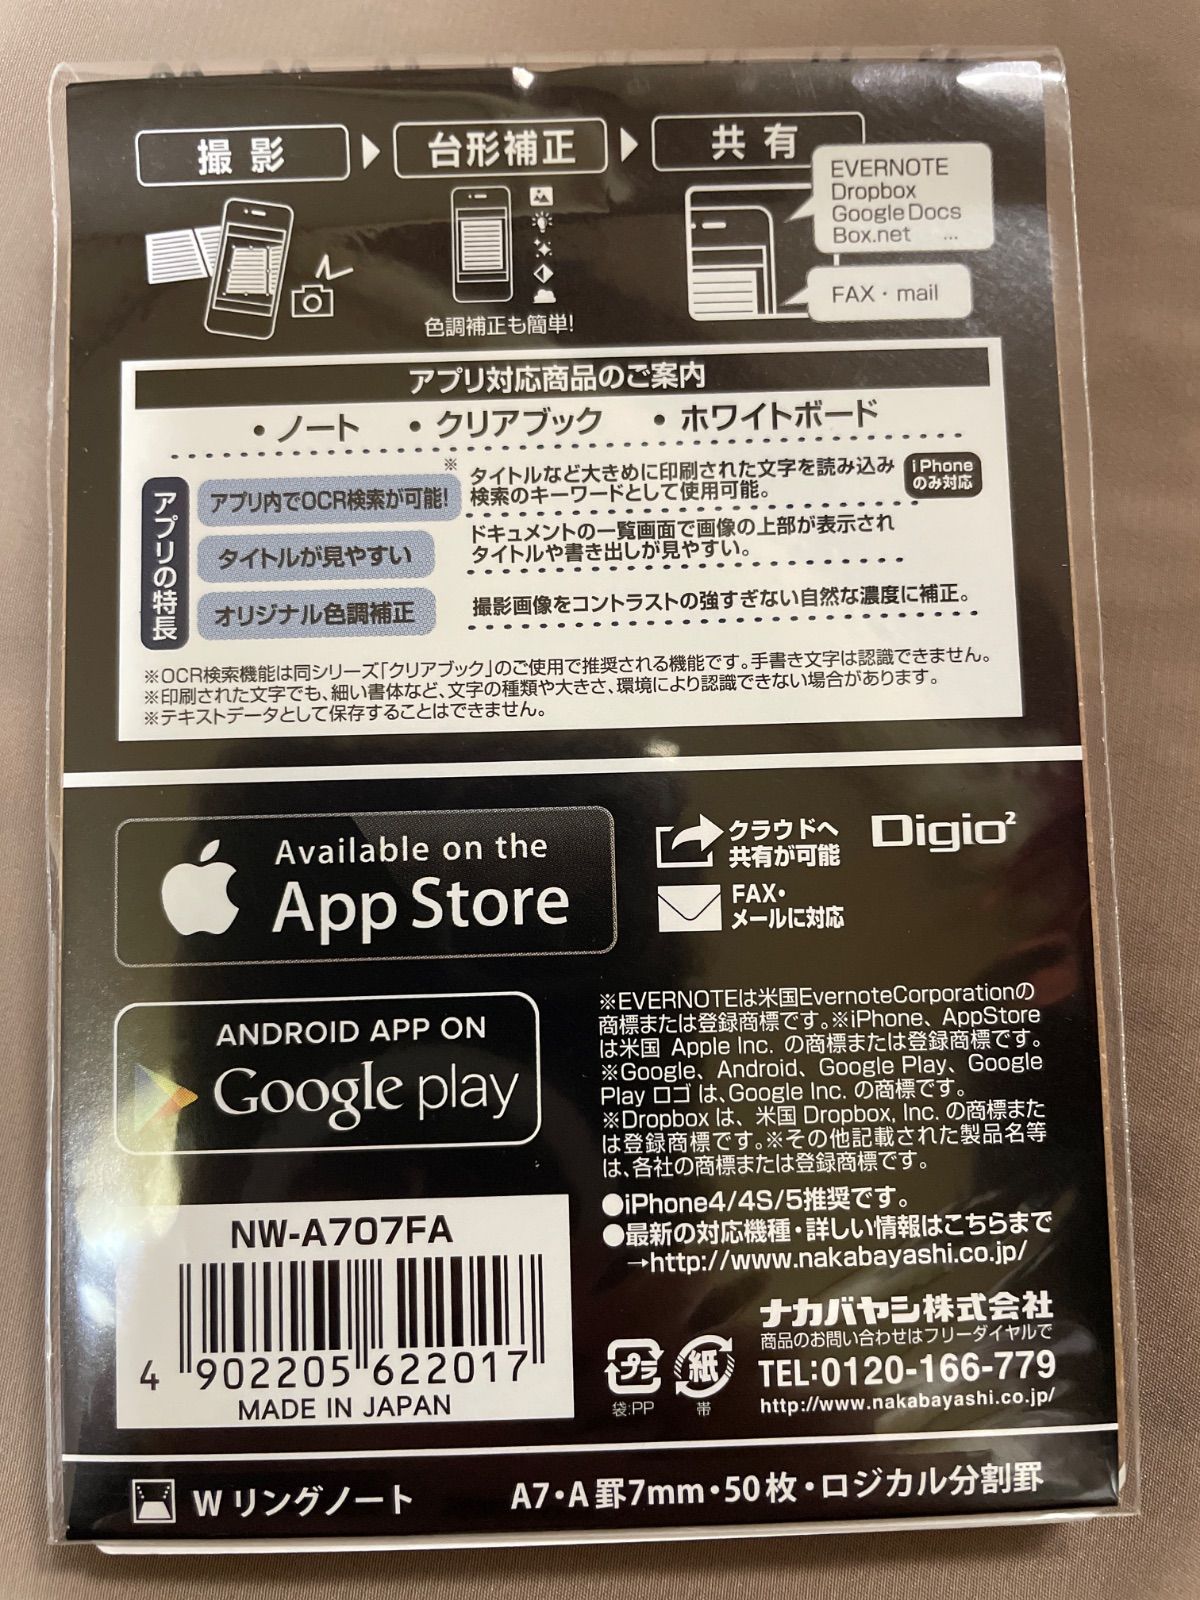 撮影
台形補正
共有
EVERNOTE
Dropbox
GoogleDocs
Box.net ...
FAX・mail
色調補正も簡単!
アプリ対応商品のご案内
・ノート ・クリアブック ・ホワイトボード
アプリの特長
アプリ内でOCR検索が可能!
※
タイトルなど大きめに印刷された文字を読み込み
検索のキーワードとして使用可能。
iPhone
のみ対応
タイトルが見やすい
ドキュメントの一覧画面で画像の上部が表示され
タイトルや書き出しが見やすい。
オリジナル色調補正
撮影画像をコントラストの強すぎない自然な濃度に補正。
※OCR検索機能は同シリーズ「クリアブック」のご使用で推奨される機能です。手書き文字は認識できません。
※印刷された文字でも、細い書体など、文字の種類や大きさ、環境により認識できない場合があります。
※テキストデータとして保存することはできません。
Available on the
App Store
クラウドへ
共有が可能
Digio²
FAX・
メールに対応
ANDROID APP ON
Google play
※EVERNOTEは米国EvernoteCorporationの
商標または登録商標です。※iPhone、AppStore
は米国 Apple Inc. の商標または登録商標です。
※Google、Android、Google Play、Google
Play ロゴ は、Google Inc. の商標です。
※Dropbox は、米国 Dropbox, Inc. の商標また
は登録商標です。※その他記載された製品名等
は、各社の商標または登録商標です。
●iPhone4/4S/5推奨です。
●最新の対応機種・詳しい情報はこちらまで
→http://www.nakabayashi.co.jp/
NW-A707FA
4 902205 622017
MADE IN JAPAN
プラ
袋:PP
紙
帯
ナカバヤシ株式会社
商品のお問い合わせはフリーダイヤルで
TEL:0120-166-779
http://www.nakabayashi.co.jp/
W リングノート
A7・A 罫7mm・50枚・ロジカル分割罫